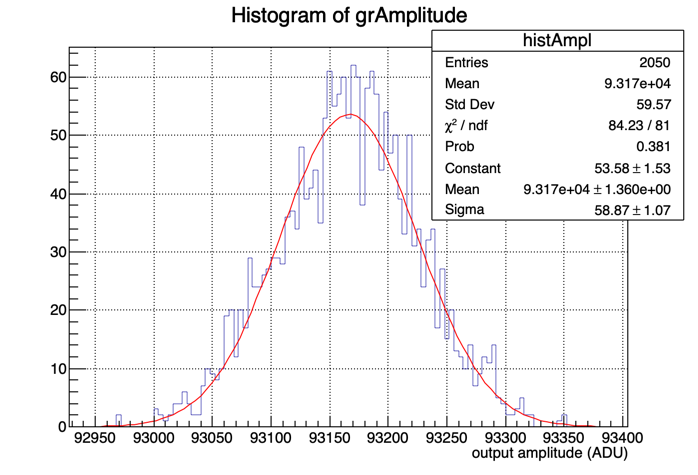 Histogram of grAmplitude
histAmpl
Entries 2050
Mean 9.317e+04
Std Dev 59.57
χ² / ndf 84.23 / 81
Prob 0.381
Constant 53.58 ± 1.53
Mean 9.317e+04 ± 1.360e+00
Sigma 58.87 ± 1.07
60
50
40
30
20
10
0
92950 93000 93050 93100 93150 93200 93250 93300 93350 93400
output amplitude (ADU)